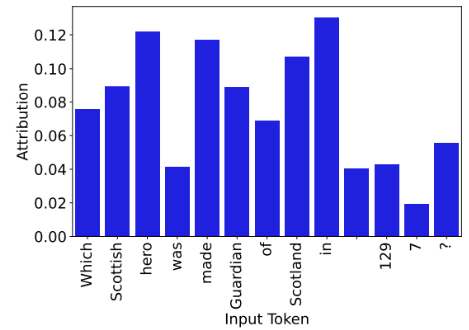 0.12
0.10
0.08
0.06
0.04
0.02
0.00
Attribution
Which
Scottish
hero
was
made
Guardian
of
Scotland
in
129
7
?
Input Token